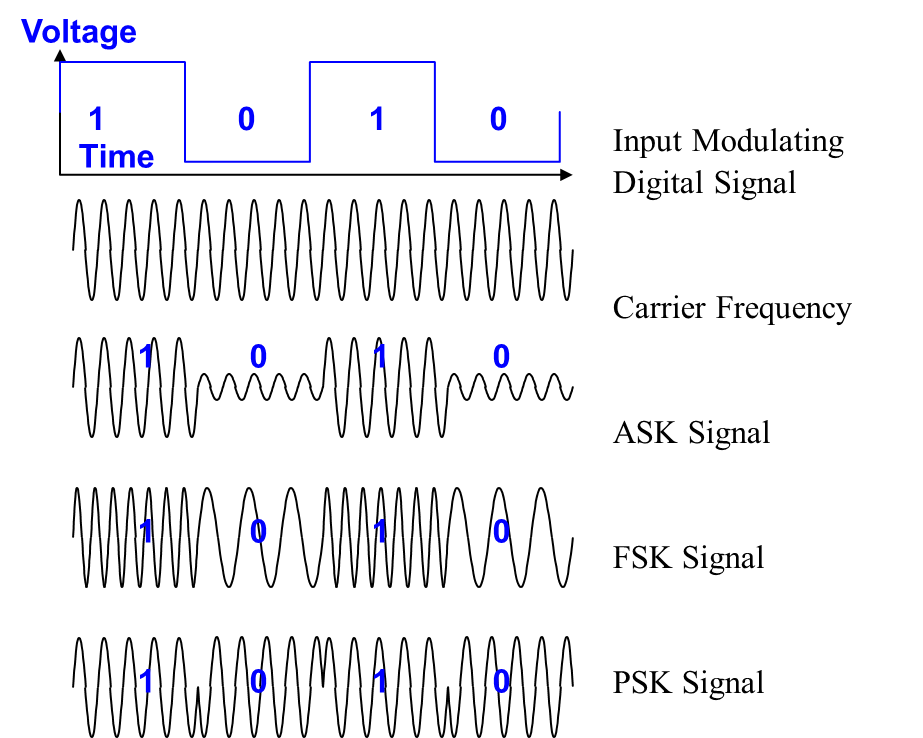 Voltage
1 0 1 0
Time
Input Modulating
Digital Signal
Carrier Frequency
1 0 1 0
ASK Signal
1 0 1 0
FSK Signal
1 0 1 0
PSK Signal